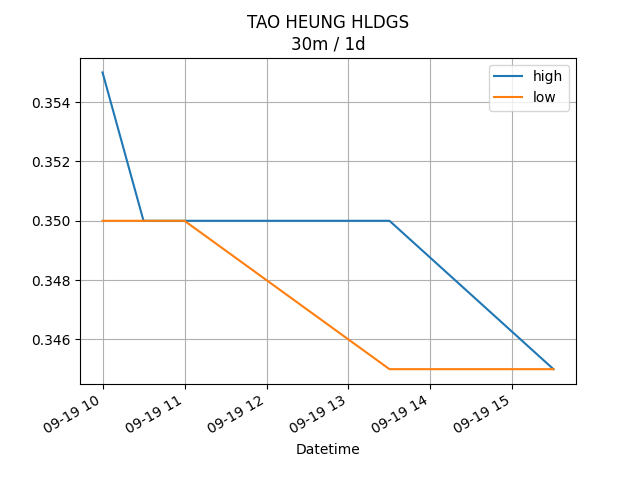 TAO HEUNG HLDGS
30m / 1d
high
low
0.354
0.352
0.350
0.348
0.346
09-19 10
09-19 11
09-19 12
09-19 13
09-19 14
09-19 15
Datetime